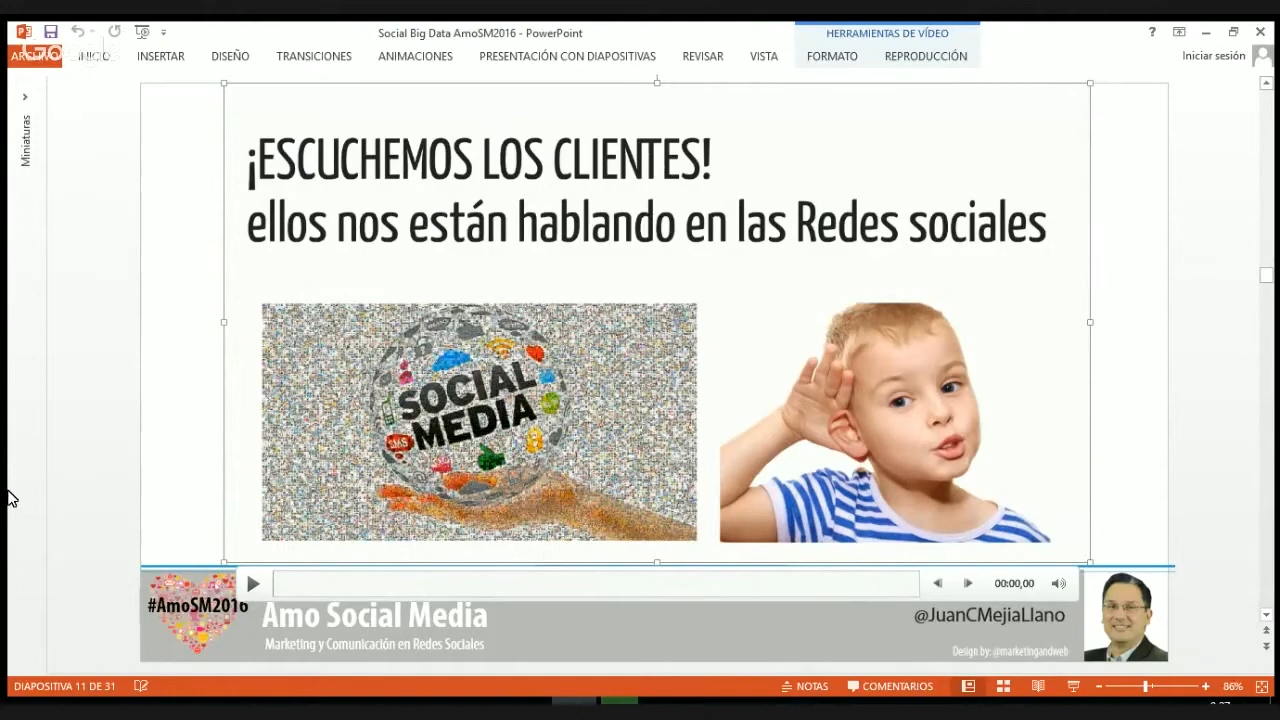 Social Big Data AmoSM2016 - PowerPoint
HERRAMIENTAS DE VÍDEO
ARCHIVO INICIO INSERTAR DISEÑO TRANSICIONES ANIMACIONES PRESENTACIÓN CON DIAPOSITIVAS REVISAR VISTA FORMATO REPRODUCCIÓN Iniciar sesión
Miniaturas
¡ESCUCHEMOS LOS CLIENTES!
ellos nos están hablando en las Redes sociales
SOCIAL
MEDIA
SMS
00:00,00
#AmoSM2016
Amo Social Media
@JuanCMejiaLlano
Marketing y Comunicación en Redes Sociales
Design by: @marketingandweb
DIAPOSITIVA 11 DE 31
NOTAS
COMENTARIOS
86%